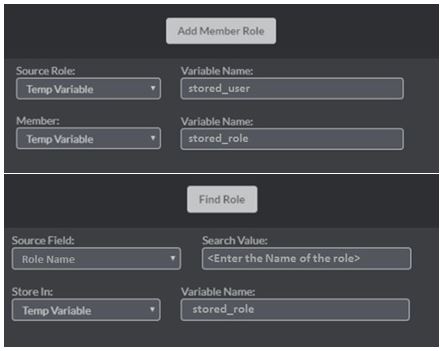 Add Member Role
Source Role: Variable Name:
Temp Variable stored_user
Member: Variable Name:
Temp Variable stored_role
Find Role
Source Field: Search Value:
Role Name <Enter the Name of the role>
Store In: Variable Name:
Temp Variable stored_role